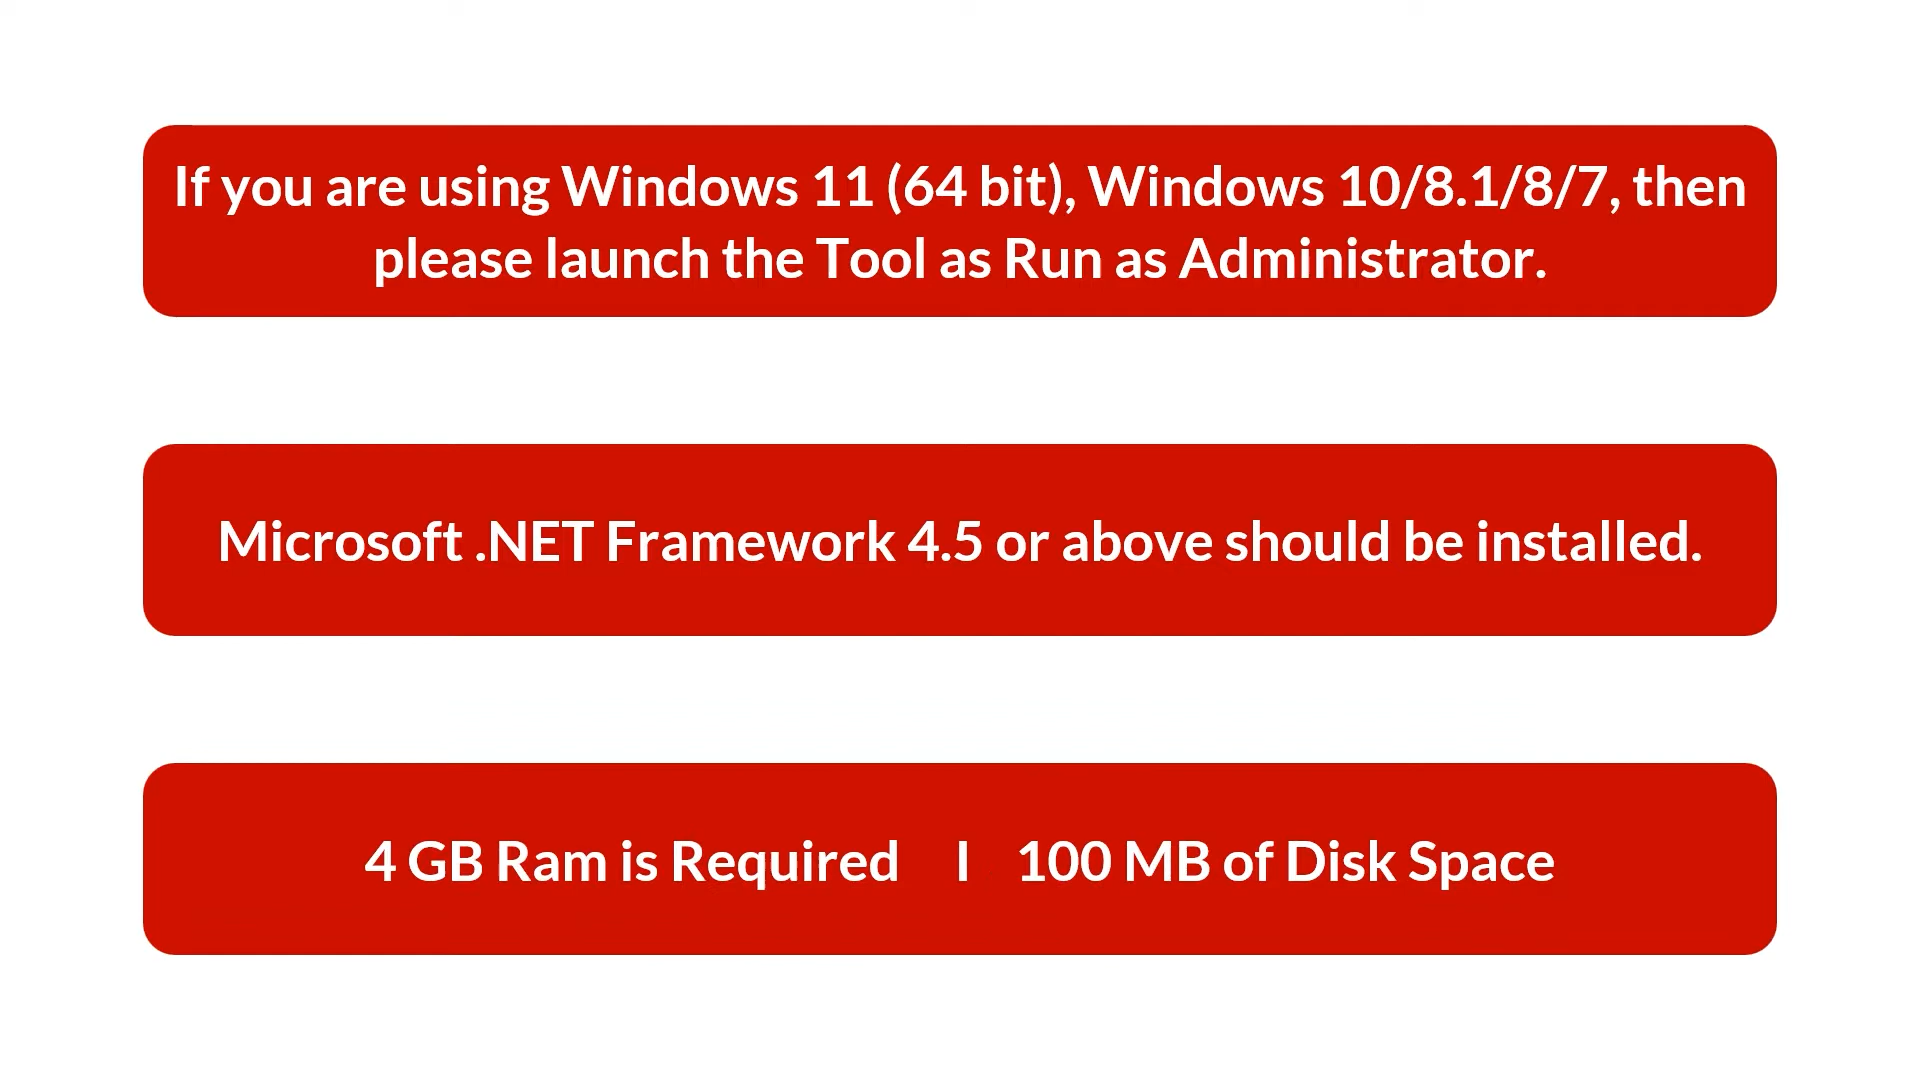 If you are using Windows 11 (64 bit), Windows 10/8.1/8/7, then
please launch the Tool as Run as Administrator.
Microsoft .NET Framework 4.5 or above should be installed.
4 GB Ram is Required I 100 MB of Disk Space